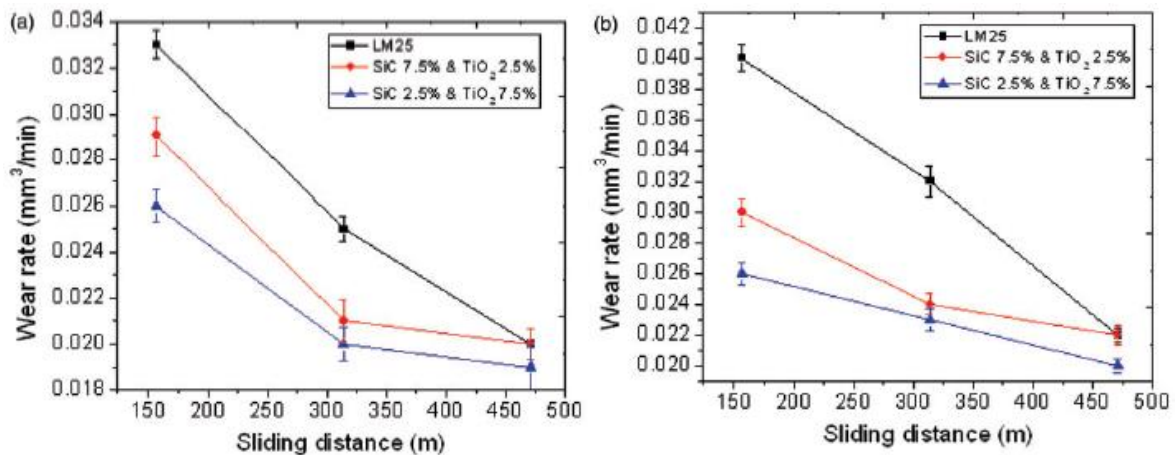 (a)
0.034
0.032
0.030
0.028
0.026
0.024
0.022
0.020
0.018
Wear rate (mm³/min)
LM25
SiC 7.5% & TiO₂ 2.5%
SiC 2.5% & TiO₂ 7.5%
150 200 250 300 350 400 450 500
Sliding distance (m)
(b)
0.042
0.040
0.038
0.036
0.034
0.032
0.030
0.028
0.026
0.024
0.022
0.020
Wear rate (mm³/min)
LM25
SiC 7.5% & TiO₂ 2.5%
SiC 2.5% & TiO₂ 7.5%
150 200 250 300 350 400 450 500
Sliding distance (m)